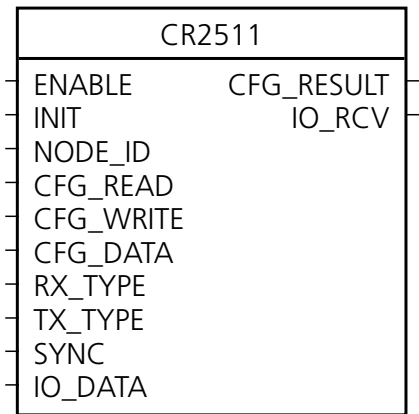 CR2511
ENABLE CFG_RESULT
INIT IO_RCV
NODE_ID
CFG_READ
CFG_WRITE
CFG_DATA
RX_TYPE
TX_TYPE
SYNC
IO_DATA